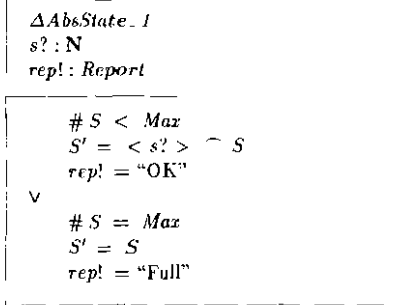 ΔAbsState_1
s? : N
rep! : Report
# S < Max
S' = < s? > ⌢ S
rep! = “OK”
∨
# S = Max
S' = S
rep! = “Full”